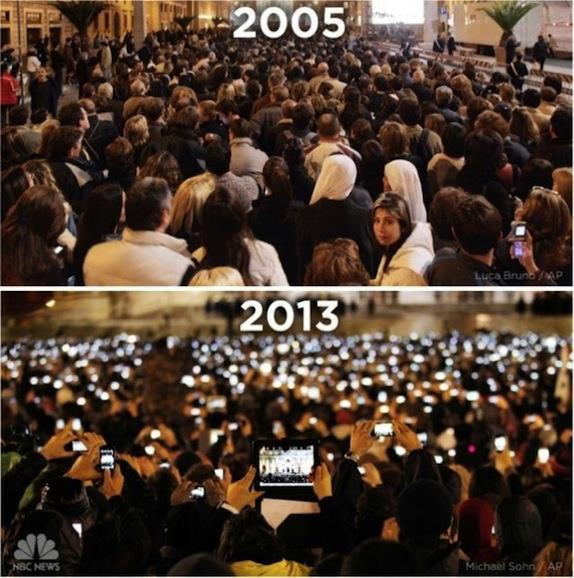 2005
Luca Bruno / AP
2013
NBC NEWS
Michael Sohn / AP